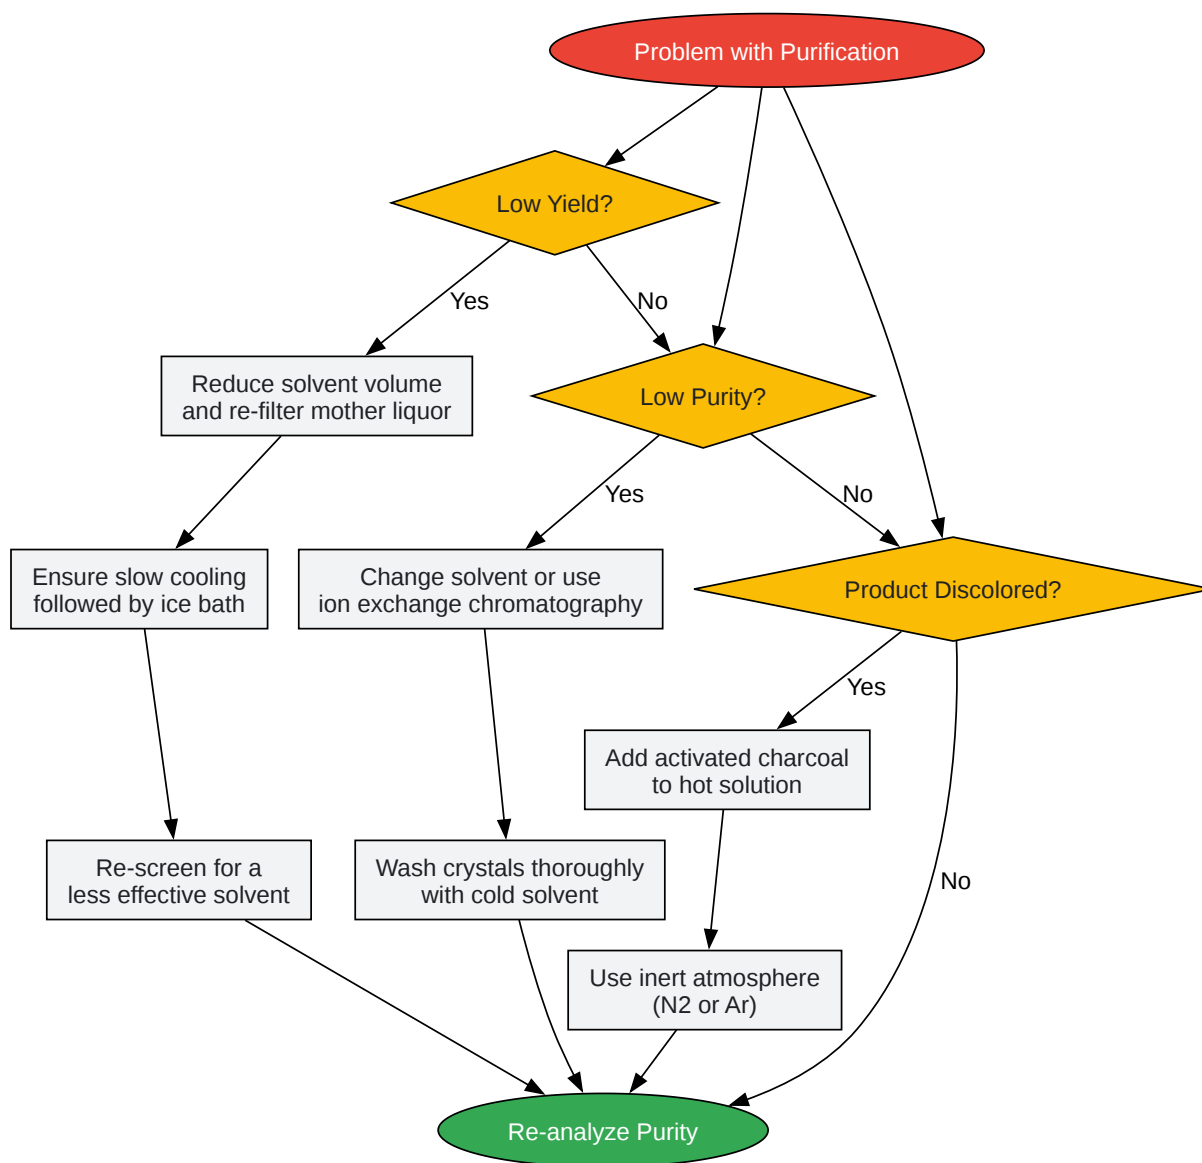 Problem with Purification
Low Yield?
Yes
No
Reduce solvent volume
and re-filter mother liquor
Low Purity?
Yes
No
Ensure slow cooling
followed by ice bath
Change solvent or use
ion exchange chromatography
Product Discolored?
Yes
Add activated charcoal
to hot solution
Re-screen for a
less effective solvent
Wash crystals thoroughly
with cold solvent
No
Use inert atmosphere
(N2 or Ar)
Re-analyze Purity